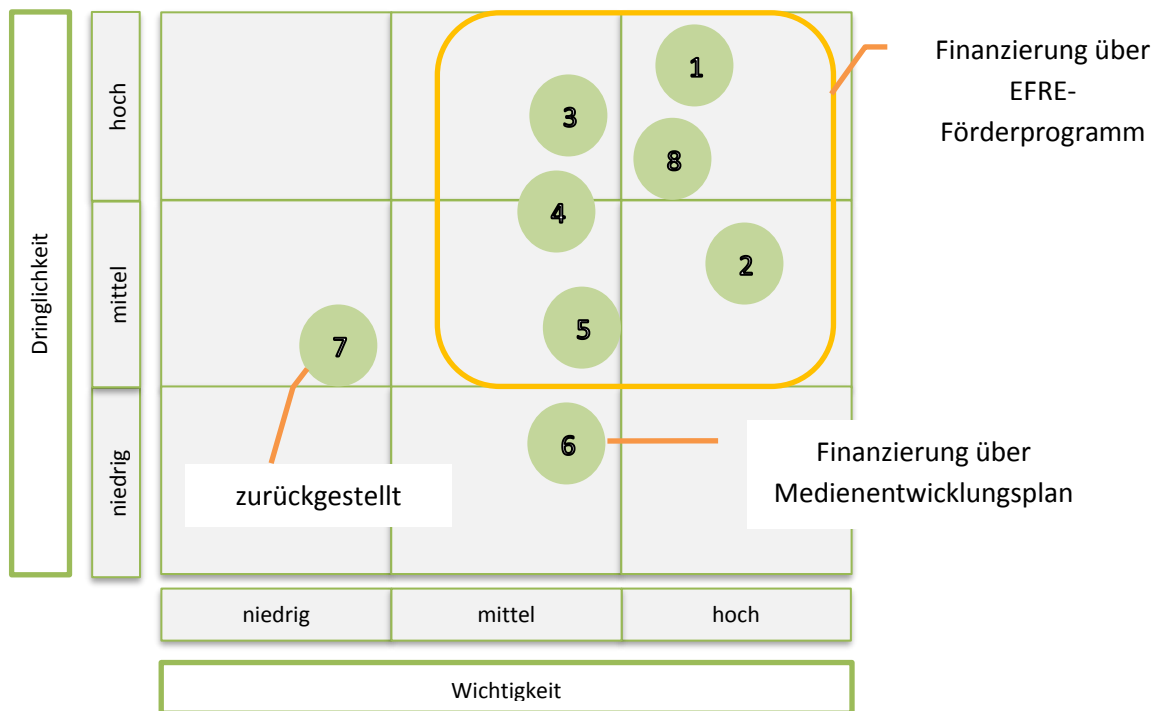 Dringlichkeit
hoch
mittel
niedrig
1
3
8
4
2
5
7
6
Finanzierung über
EFRE-
Förderprogramm
zurückgestellt
Finanzierung über
Medienentwicklungsplan
niedrig
mittel
hoch
Wichtigkeit